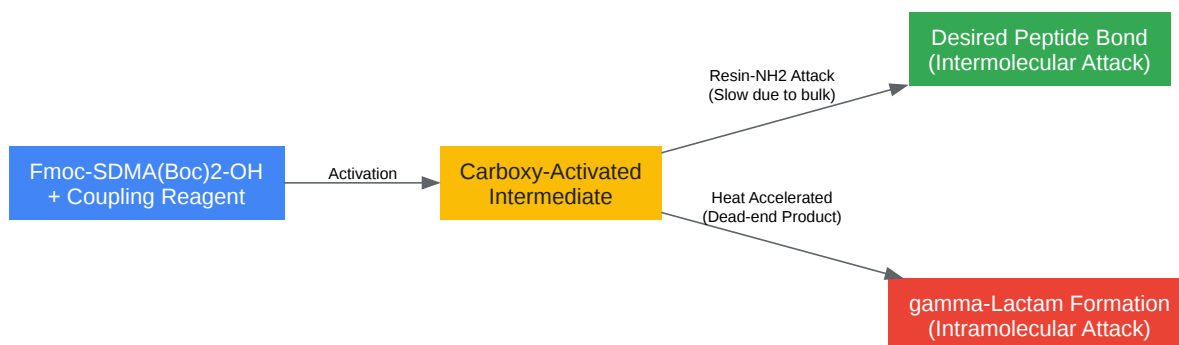 Fmoc-SDMA(Boc)2-OH
+ Coupling Reagent
Activation
Carboxy-Activated
Intermediate
Resin-NH2 Attack
(Slow due to bulk)
Desired Peptide Bond
(Intermolecular Attack)
Heat Accelerated
(Dead-end Product)
gamma-Lactam Formation
(Intramolecular Attack)